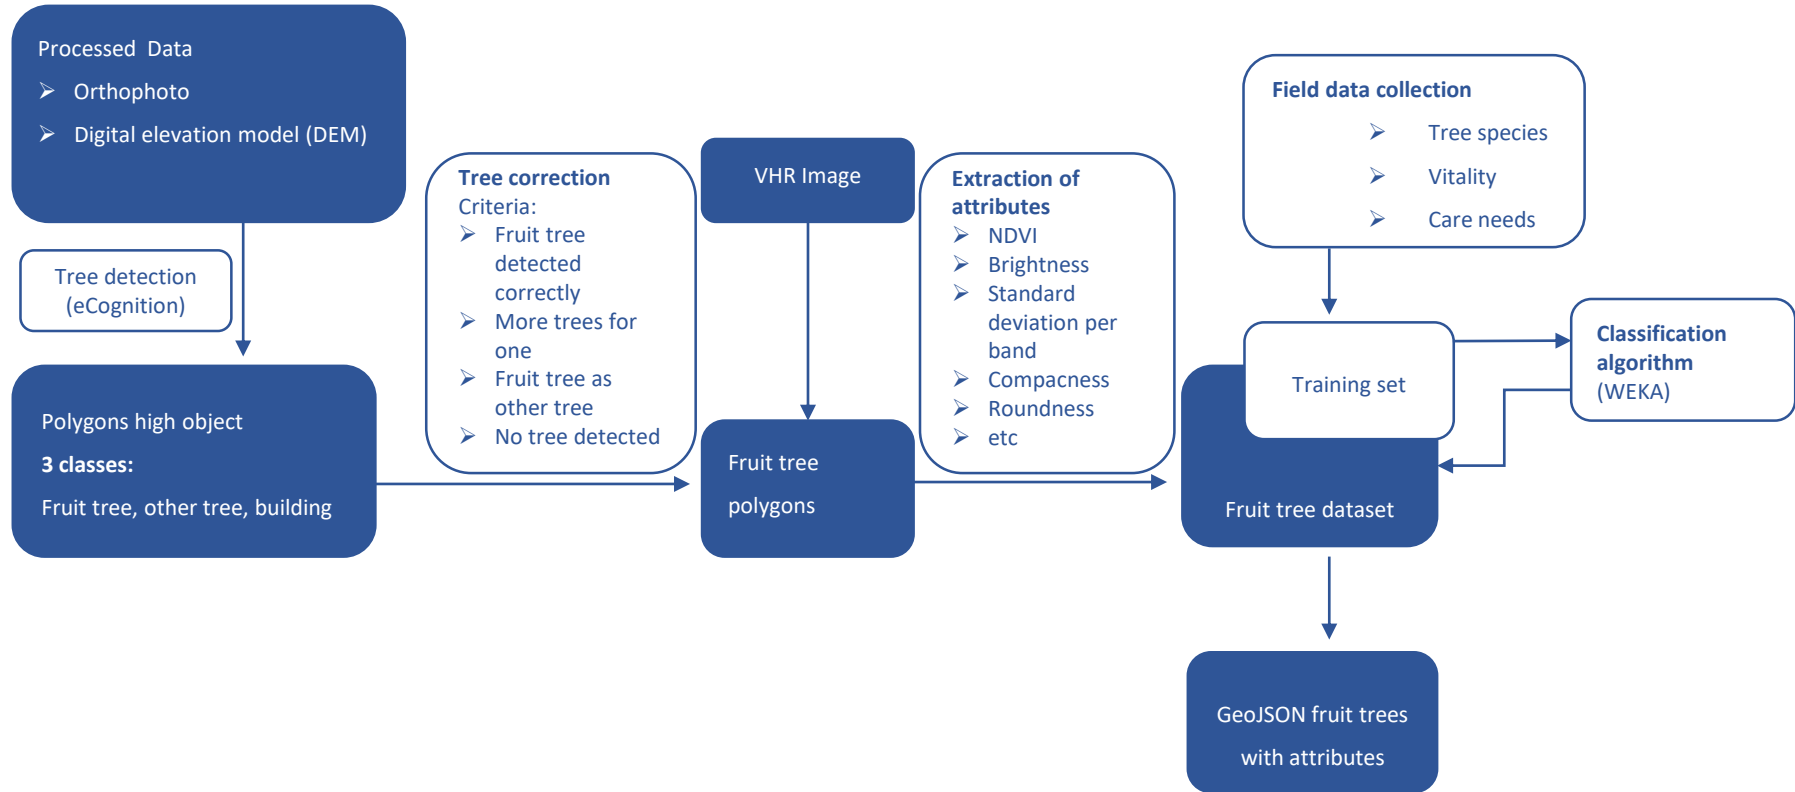 Processed Data
➢ Orthophoto
➢ Digital elevation model (DEM)
Tree detection
(eCognition)
Polygons high object
3 classes:
Fruit tree, other tree, building
Tree correction
Criteria:
➢ Fruit tree
detected
correctly
➢ More trees for
one
➢ Fruit tree as
other tree
➢ No tree detected
VHR Image
Fruit tree
polygons
Extraction of
attributes
➢ NDVI
➢ Brightness
➢ Standard
deviation per
band
➢ Compacness
➢ Roundness
➢ etc
Field data collection
➢ Tree species
➢ Vitality
➢ Care needs
Training set
Fruit tree dataset
Classification
algorithm
(WEKA)
GeoJSON fruit trees
with attributes